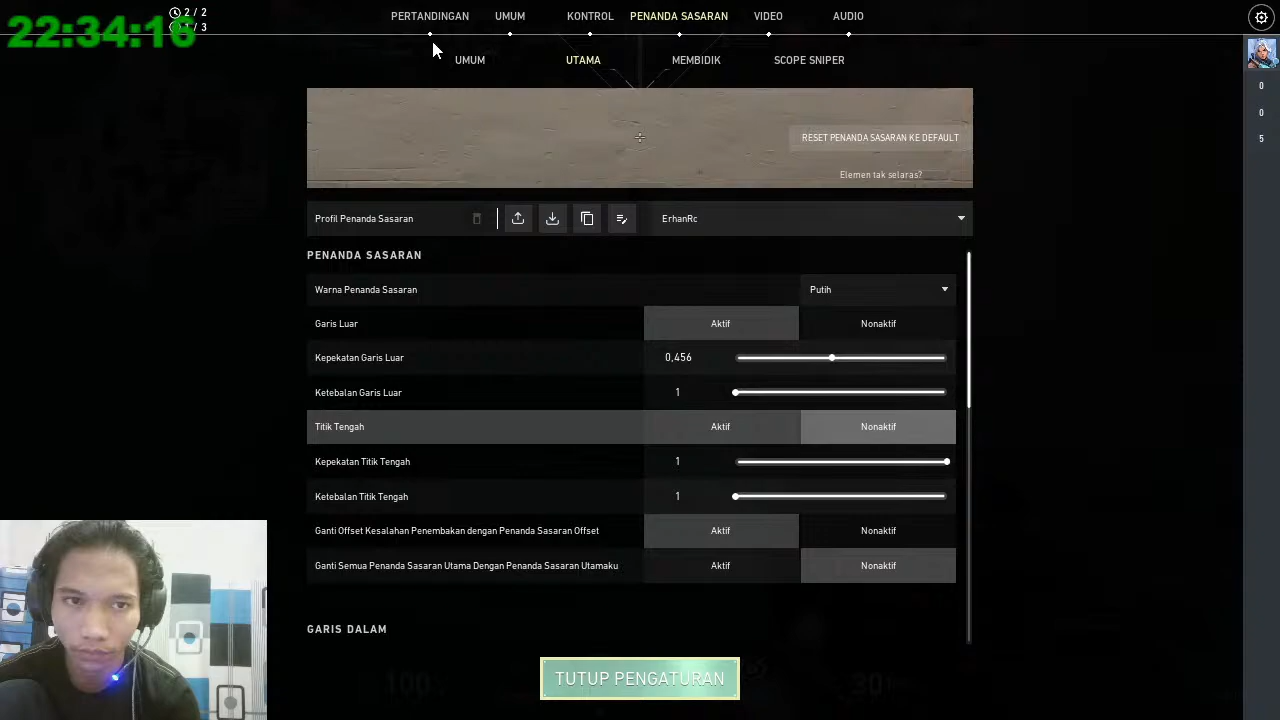 22:34:16
2 / 2
1 / 3
PERTANDINGAN UMUM KONTROL PENANDA SASARAN VIDEO AUDIO
UMUM UTAMA MEMBIDIK SCOPE SNIPER
RESET PENANDA SASARAN KE DEFAULT
Elemen tak selaras?
0
0
5
Profil Penanda Sasaran ErhanRc
PENANDA SASARAN
Warna Penanda Sasaran Putih
Garis Luar Aktif Nonaktif
Kepekatan Garis Luar 0,456
Ketebalan Garis Luar 1
Titik Tengah Aktif Nonaktif
Kepekatan Titik Tengah 1
Ketebalan Titik Tengah 1
Ganti Offset Kesalahan Penembakan dengan Penanda Sasaran Offset Aktif Nonaktif
Ganti Semua Penanda Sasaran Utama Dengan Penanda Sasaran Utamaku Aktif Nonaktif
GARIS DALAM
TUTUP PENGATURAN
100